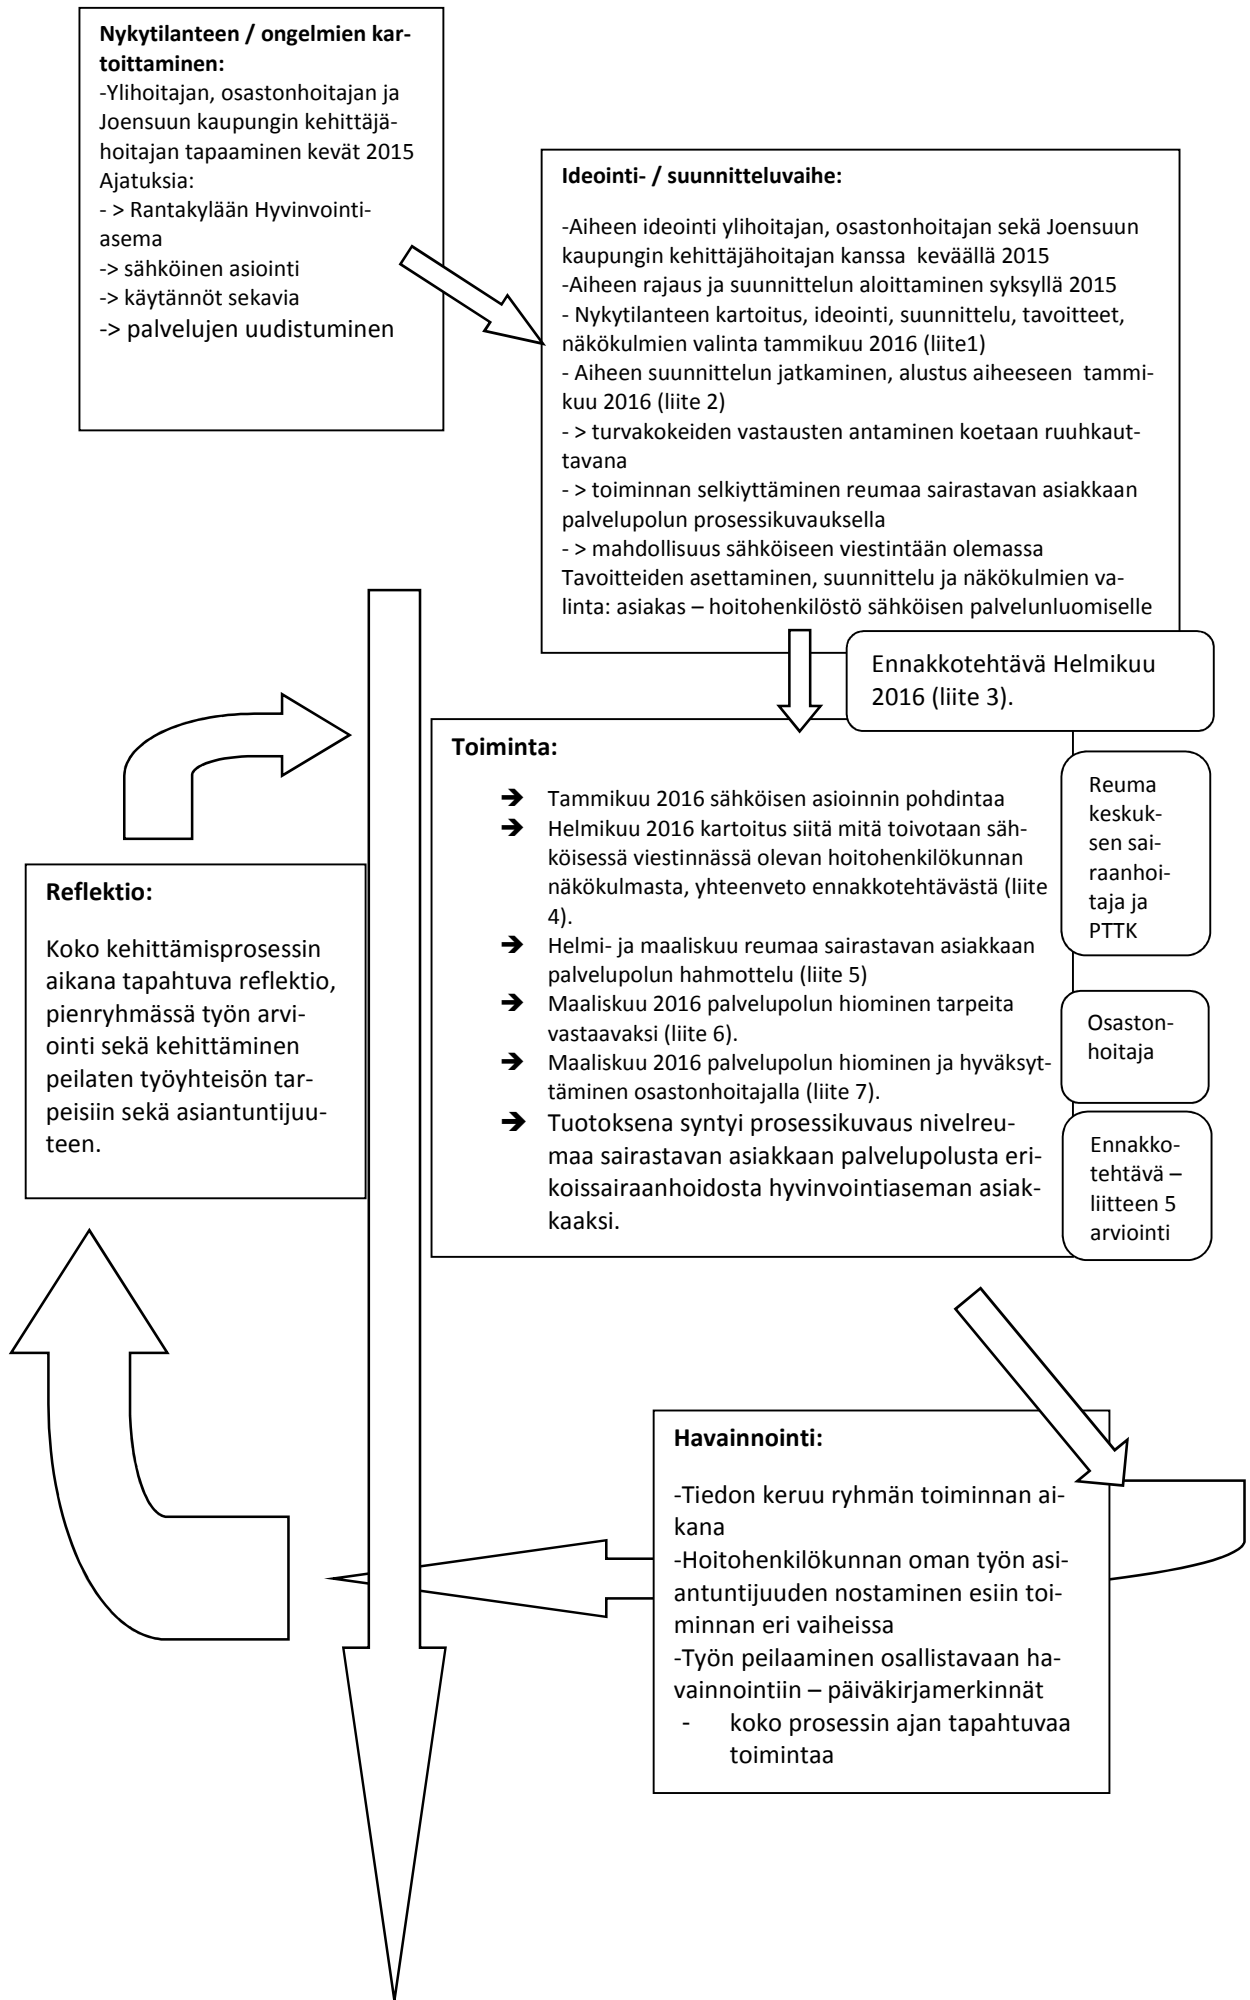 Nykytilanteen / ongelmien kar-
toittaminen:
-Ylihoitajan, osastonhoitajan ja
Joensuun kaupungin kehittäjä-
hoitajan tapaaminen kevät 2015
Ajatuksia:
- > Rantakylään Hyvinvointi-
asema
-> sähköinen asiointi
-> käytännöt sekavia
-> palvelujen uudistuminen
Ideointi- / suunnitteluvaihe:
-Aiheen ideointi ylihoitajan, osastonhoitajan sekä Joensuun
kaupungin kehittäjähoitajan kanssa keväällä 2015
-Aiheen rajaus ja suunnittelun aloittaminen syksyllä 2015
- Nykytilanteen kartoitus, ideointi, suunnittelu, tavoitteet,
näkökulmien valinta tammikuu 2016 (liite1)
- Aiheen suunnittelun jatkaminen, alustus aiheeseen tammi-
kuu 2016 (liite 2)
- > turvakokeiden vastausten antaminen koetaan ruuhkaut-
tavana
- > toiminnan selkiyttäminen reumaa sairastavan asiakkaan
palvelupolun prosessikuvauksella
- > mahdollisuus sähköiseen viestintään olemassa
Tavoitteiden asettaminen, suunnittelu ja näkökulmien va-
linta: asiakas – hoitohenkilöstö sähköisen palvelunluomiselle
Ennakkotehtävä Helmikuu
2016 (liite 3).
Toiminta:
➔ Tammikuu 2016 sähköisen asioinnin pohdintaa
➔ Helmikuu 2016 kartoitus siitä mitä toivotaan säh-
köisessä viestinnässä olevan hoitohenkilökunnan
näkökulmasta, yhteenveto ennakkotehtävästä (liite
4).
➔ Helmi- ja maaliskuu reumaa sairastavan asiakkaan
palvelupolun hahmottelu (liite 5)
➔ Maaliskuu 2016 palvelupolun hiominen tarpeita
vastaavaksi (liite 6).
➔ Maaliskuu 2016 palvelupolun hiominen ja hyväksyt-
täminen osastonhoitajalla (liite 7).
➔ Tuotoksena syntyi prosessikuvaus nivelreu-
maa sairastavan asiakkaan palvelupolusta eri-
koissairaanhoidosta hyvinvointiaseman asiak-
kaaksi.
Reuma
keskuk-
sen sai-
raanhoi-
taja ja
PTTK
Osaston-
hoitaja
Ennakko-
tehtävä –
liitteen 5
arviointi
Reflektio:
Koko kehittämisprosessin
aikana tapahtuva reflektio,
pienryhmässä työn arvi-
ointi sekä kehittäminen
peilaten työyhteisön tar-
peisiin sekä asiantuntijuu-
teen.
Havainnointi:
-Tiedon keruu ryhmän toiminnan ai-
kana
-Hoitohenkilökunnan oman työn asi-
antuntijuuden nostaminen esiin toi-
minnan eri vaiheissa
-Työn peilaaminen osallistavaan ha-
vainnointiin – päiväkirjamerkinnät
- koko prosessin ajan tapahtuvaa
toimintaa